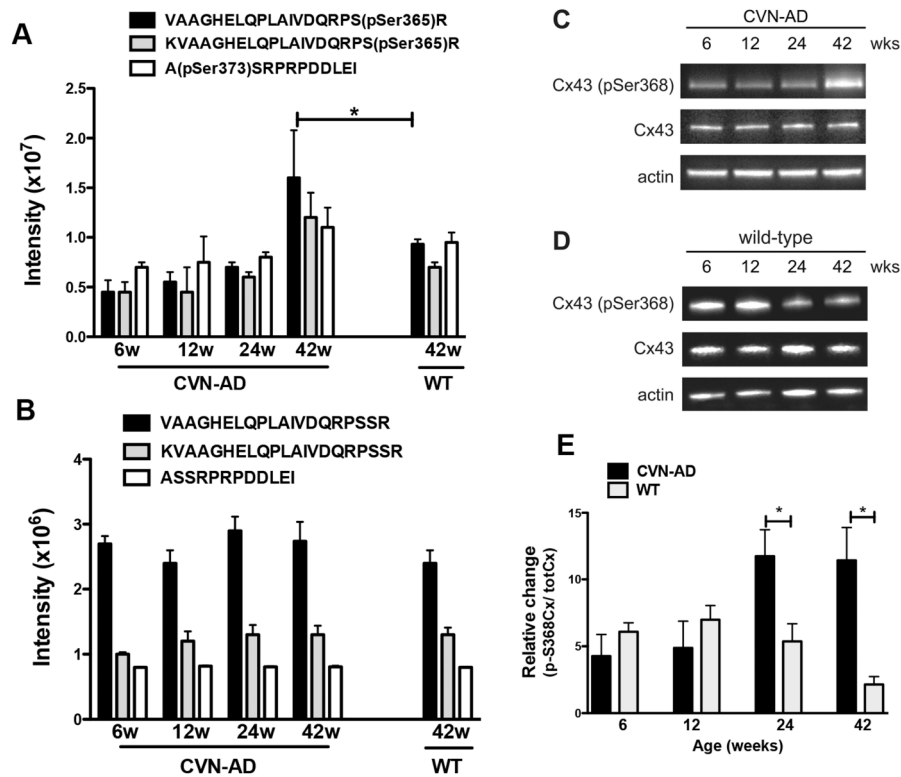 A
VAAGHELQPLAIVDQRPS(pSer365)R
KVAAGHELQPLAIVDQRPS(pSer365)R
A(pSer373)SRPRPDDLEI
Intensity (x10⁷)
2.5
2.0
1.5
1.0
0.5
0.0
*
6w 12w 24w 42w 42w
CVN-AD WT
B
VAAGHELQPLAIVDQRPSSR
KVAAGHELQPLAIVDQRPSSR
ASSRPRPDDLEI
Intensity (x10⁶)
4
3
2
1
0
6w 12w 24w 42w 42w
CVN-AD WT
C
CVN-AD
6 12 24 42 wks
Cx43 (pSer368)
Cx43
actin
D
wild-type
6 12 24 42 wks
Cx43 (pSer368)
Cx43
actin
E
CVN-AD
WT
Relative change
(p-S368Cx/ totCx)
15
10
5
0
* *
6 12 24 42
Age (weeks)